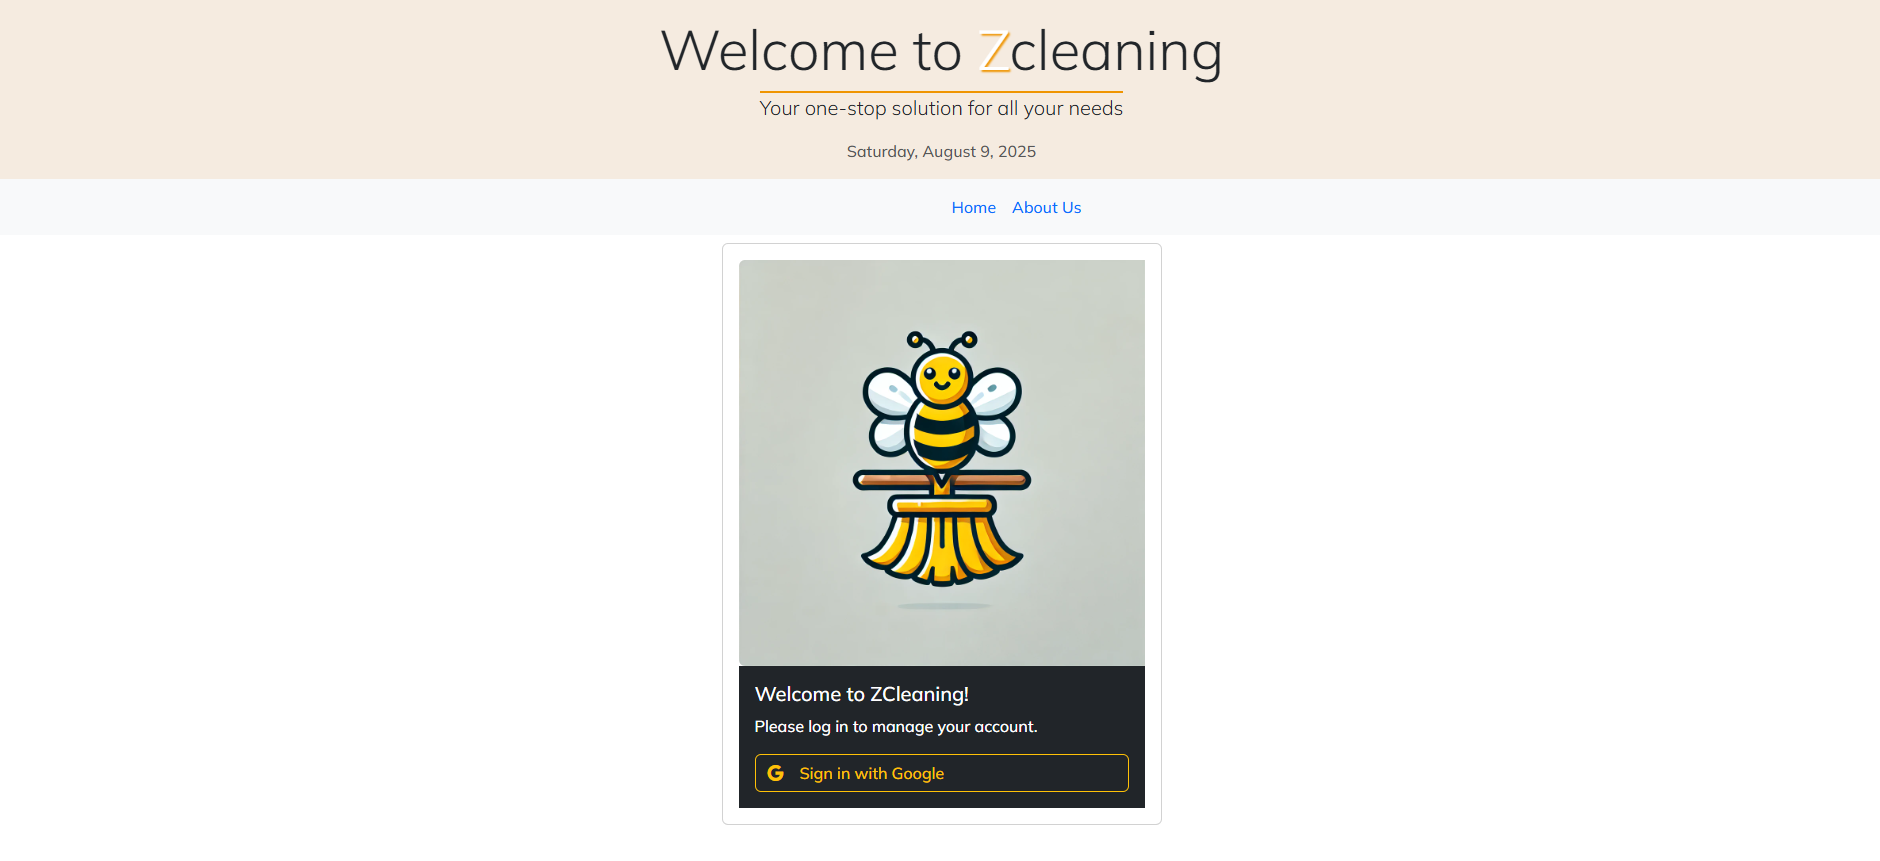 Welcome to Zcleaning
Your one-stop solution for all your needs
Saturday, August 9, 2025
Home About Us
Welcome to ZCleaning!
Please log in to manage your account.
G Sign in with Google